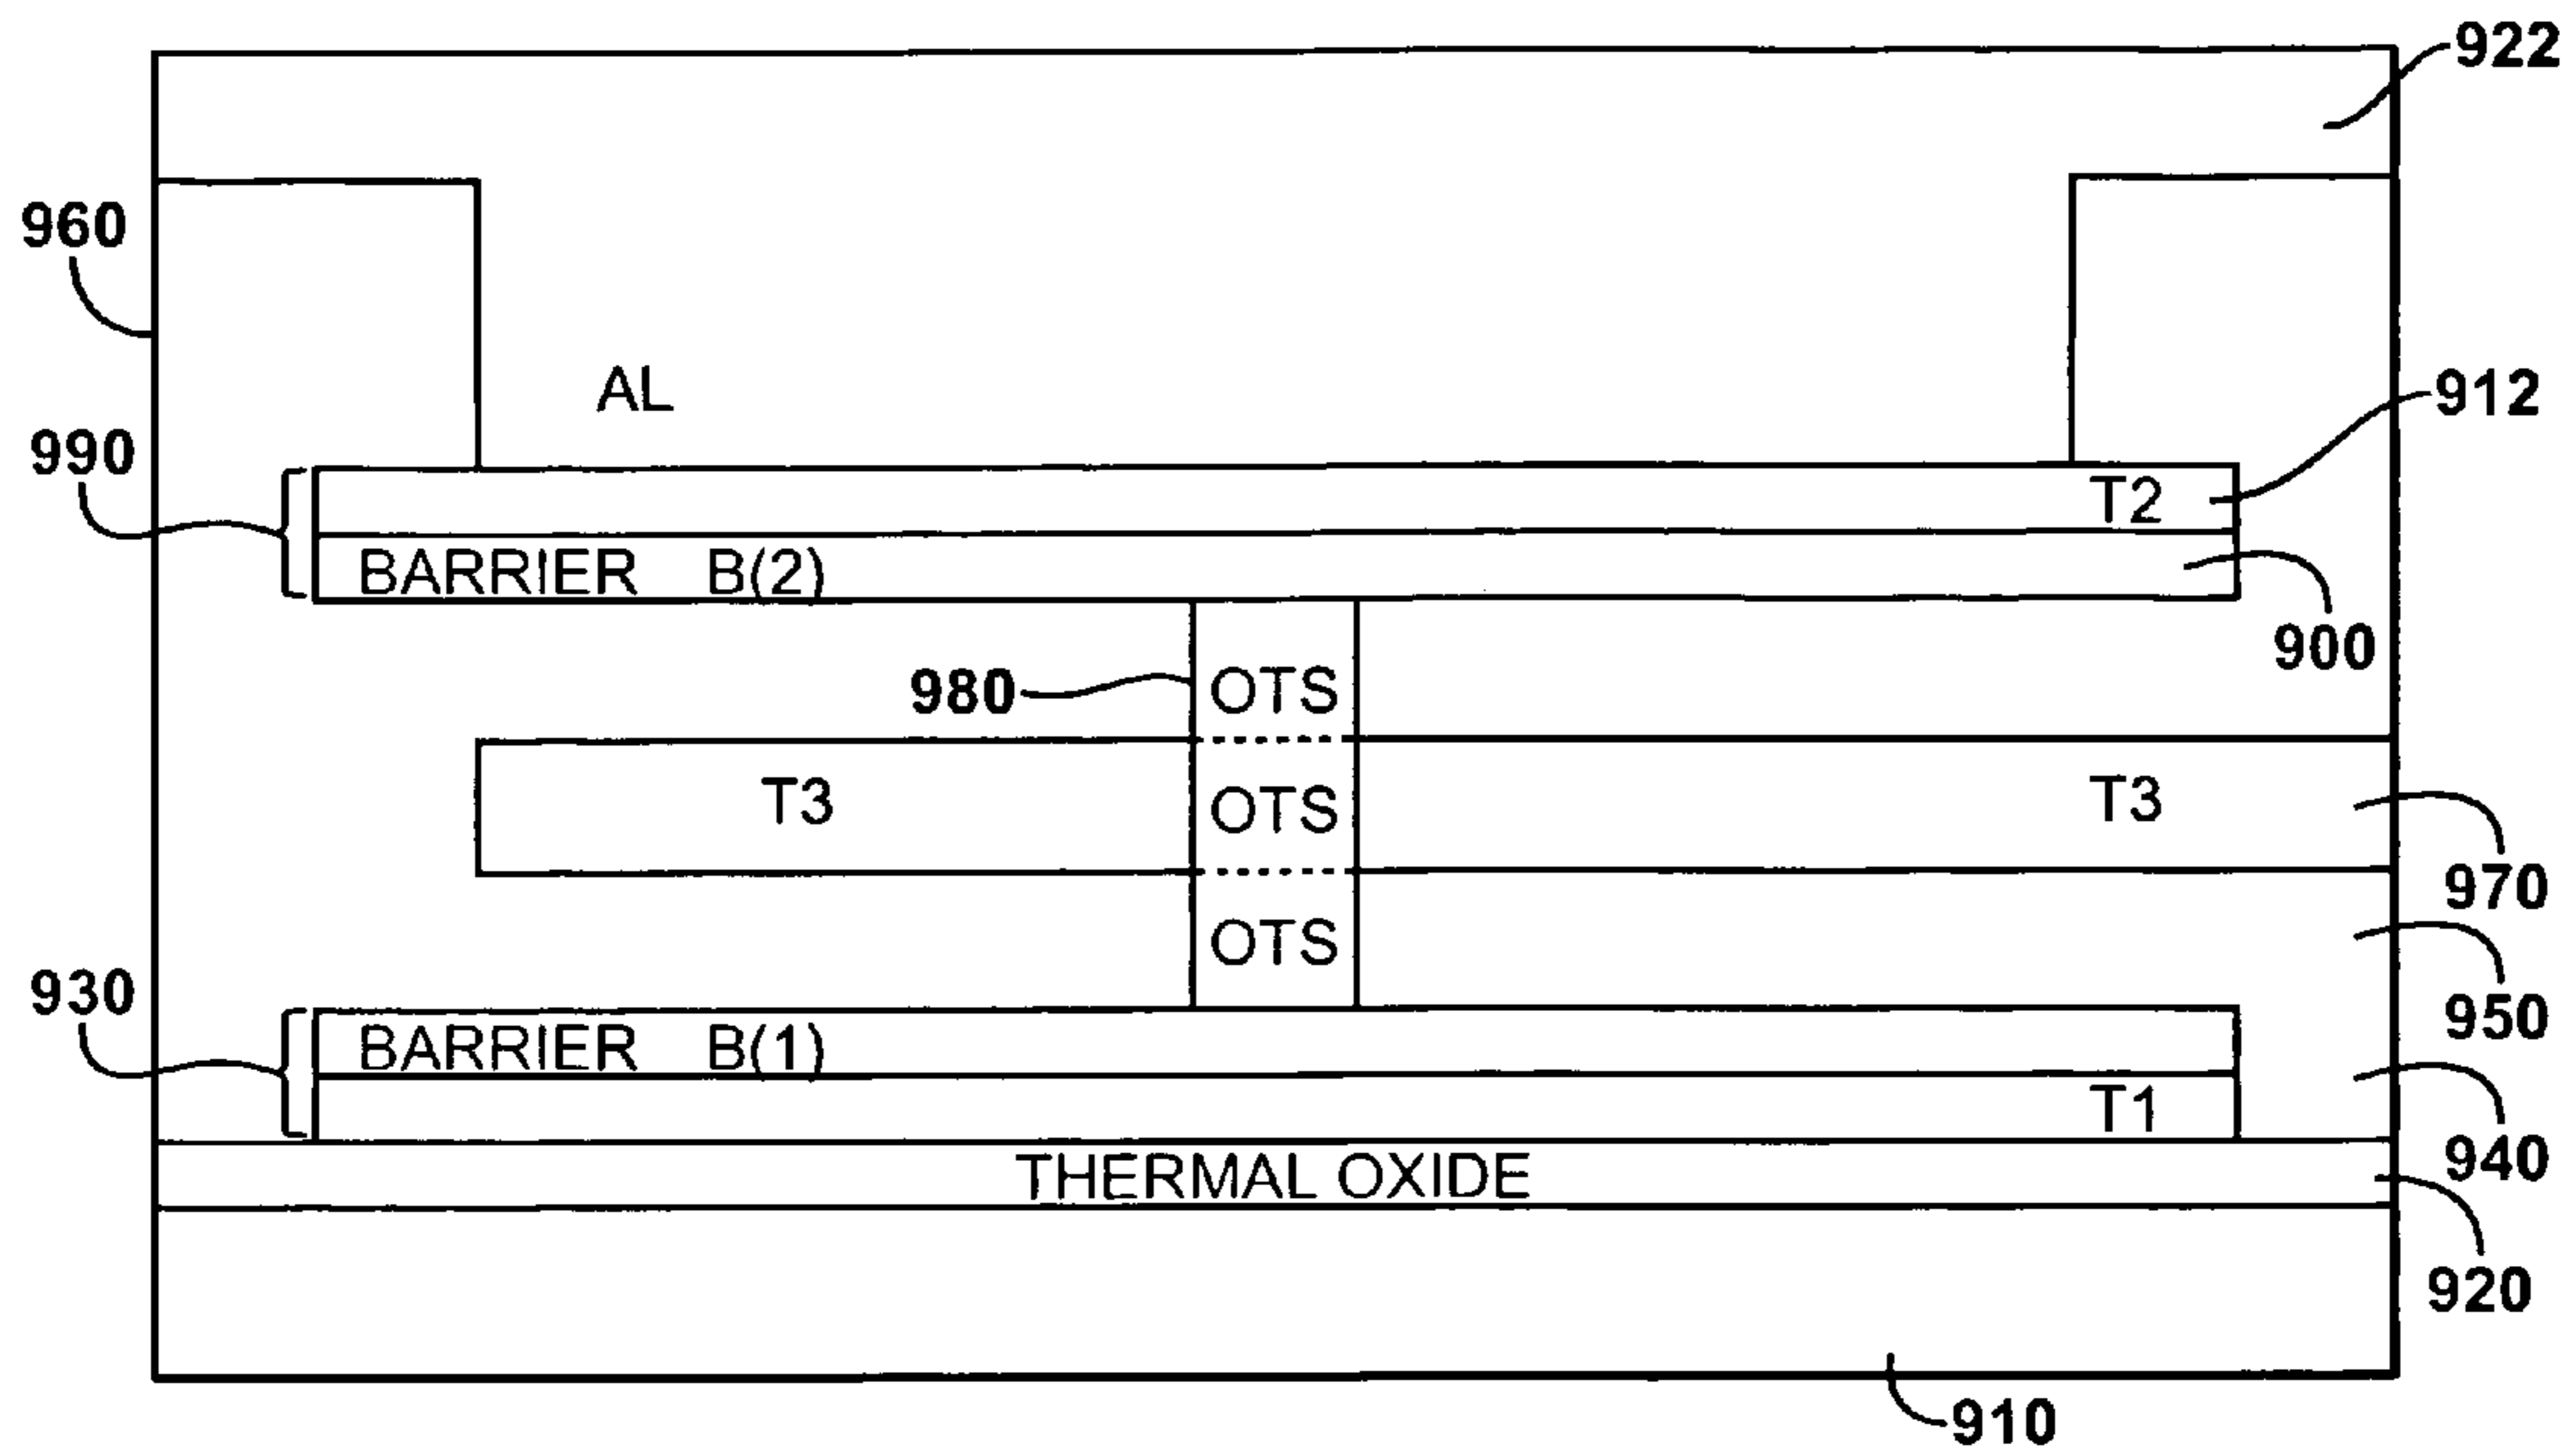 922
960
AL
912
990
T2
BARRIER B(2)
900
980
OTS
T3
OTS
T3
970
OTS
950
930
BARRIER B(1)
T1
940
THERMAL OXIDE
920
910